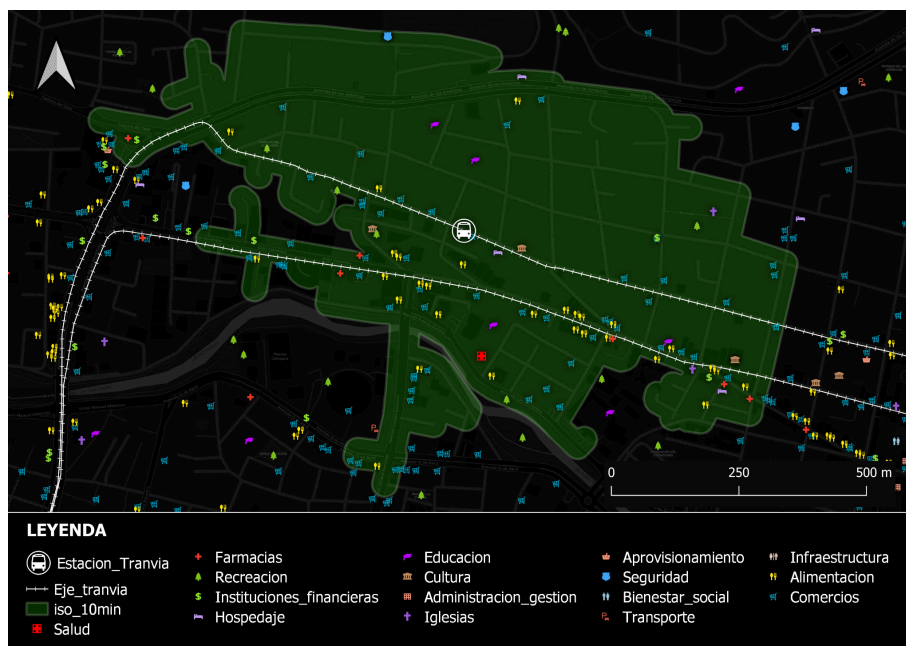 0 250 500 m
LEYENDA
Estacion_Tranvia
Eje_tranvia
iso_10min
Salud
Farmacias
Recreacion
Instituciones_financieras
Hospedaje
Educacion
Cultura
Administracion_gestion
Iglesias
Aprovisionamiento
Seguridad
Bienestar_social
Transporte
Infraestructura
Alimentacion
Comercios